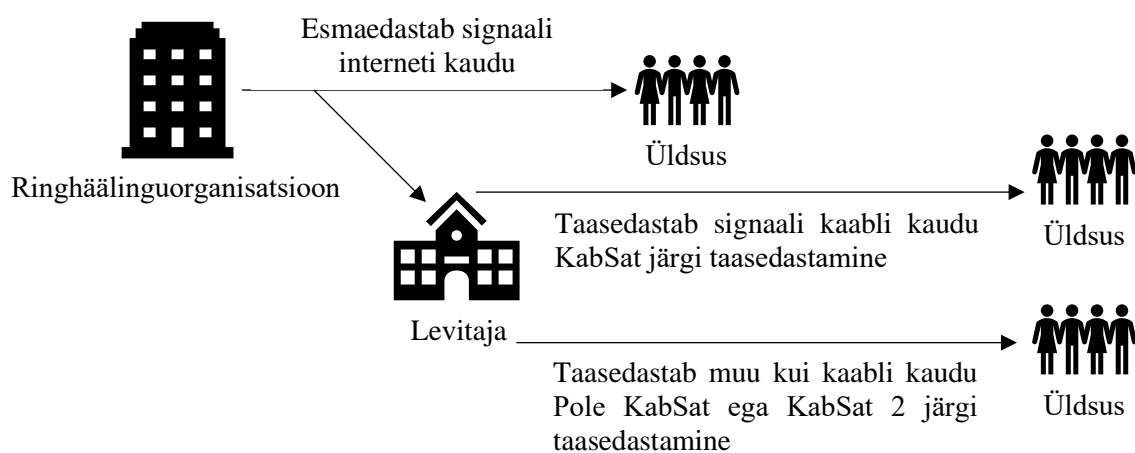 Esmaedastab signaali
interneti kaudu
Üldsus
Ringhäälinguorganisatsioon
Taasedastab signaali kaabli kaudu
KabSat järgi taasedastamine
Üldsus
Levitaja
Taasedastab muu kui kaabli kaudu
Pole KabSat ega KabSat 2 järgi
taasedastamine
Üldsus